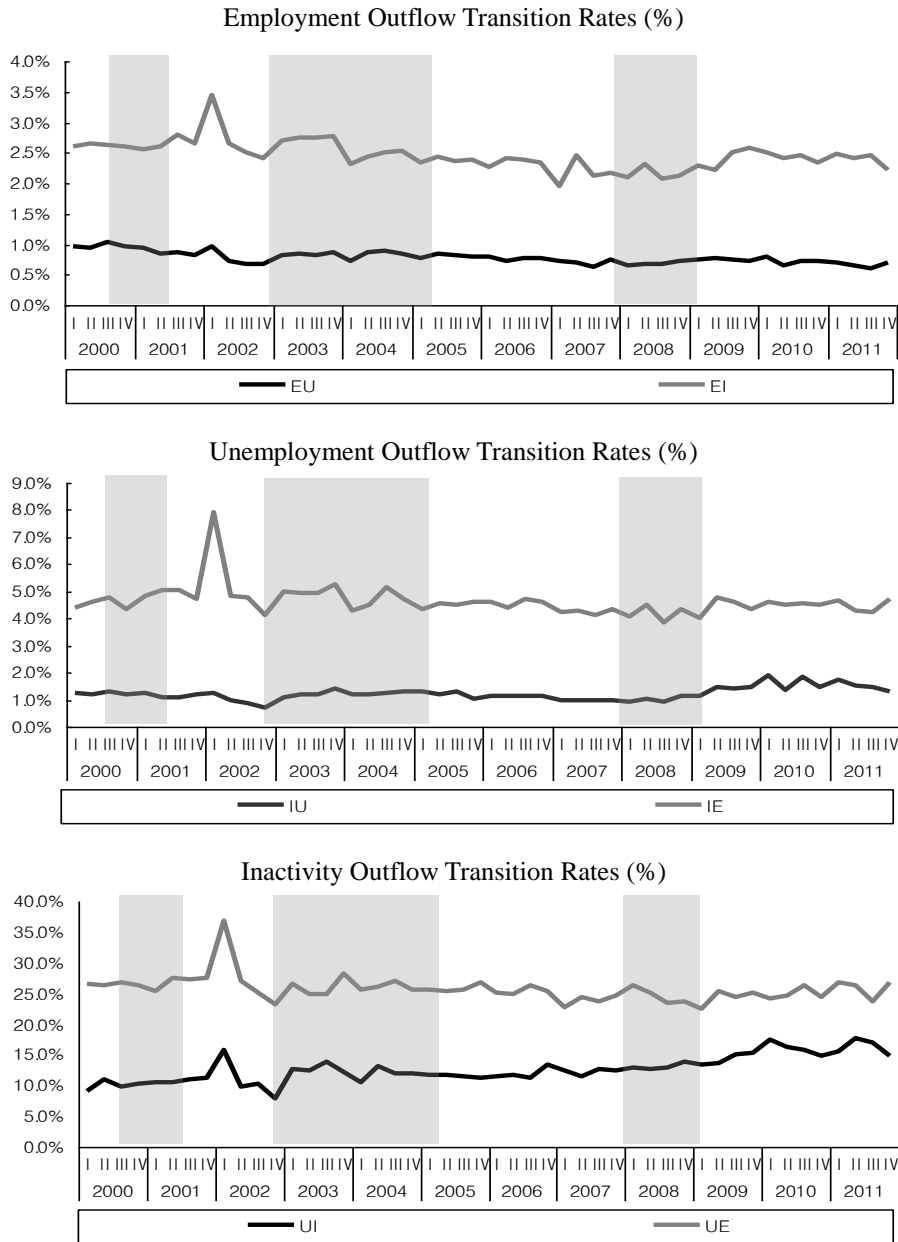 Employment Outflow Transition Rates (%)
4.0%
3.5%
3.0%
2.5%
2.0%
1.5%
1.0%
0.5%
0.0%
I II III IV I II III IV I II III IV I II III IV I II III IV I II III IV I II III IV I II III IV I II III IV I II III IV I II III IV I II III IV
2000 2001 2002 2003 2004 2005 2006 2007 2008 2009 2010 2011
EU EI
Unemployment Outflow Transition Rates (%)
9.0%
8.0%
7.0%
6.0%
5.0%
4.0%
3.0%
2.0%
1.0%
0.0%
I II III IV I II III IV I II III IV I II III IV I II III IV I II III IV I II III IV I II III IV I II III IV I II III IV I II III IV I II III IV
2000 2001 2002 2003 2004 2005 2006 2007 2008 2009 2010 2011
IU IE
Inactivity Outflow Transition Rates (%)
40.0%
35.0%
30.0%
25.0%
20.0%
15.0%
10.0%
5.0%
0.0%
I II III IV I II III IV I II III IV I II III IV I II III IV I II III IV I II III IV I II III IV I II III IV I II III IV I II III IV I II III IV
2000 2001 2002 2003 2004 2005 2006 2007 2008 2009 2010 2011
UI UE